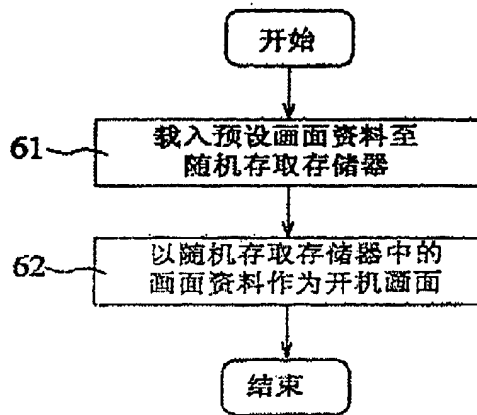 开始
61
载入预设画面资料至
随机存取存储器
62
以随机存取存储器中的
画面资料作为开机画面
结束